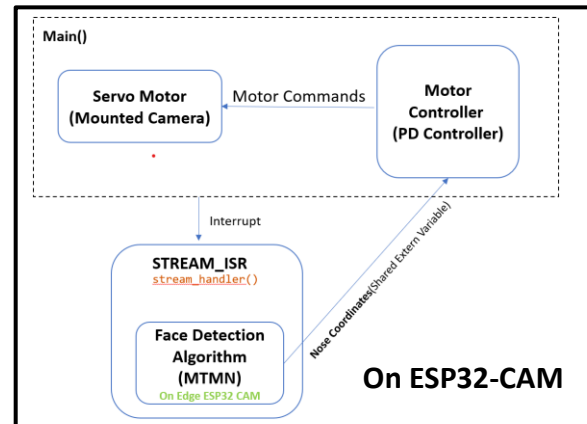 Main()
Servo Motor
(Mounted Camera)
Motor Commands
Motor
Controller
(PD Controller)
Interrupt
STREAM_ISR
stream_handler()
Face Detection
Algorithm
(MTMN)
On Edge ESP32 CAM
Nose Coordinates(Shared Extern Variable)
On ESP32-CAM